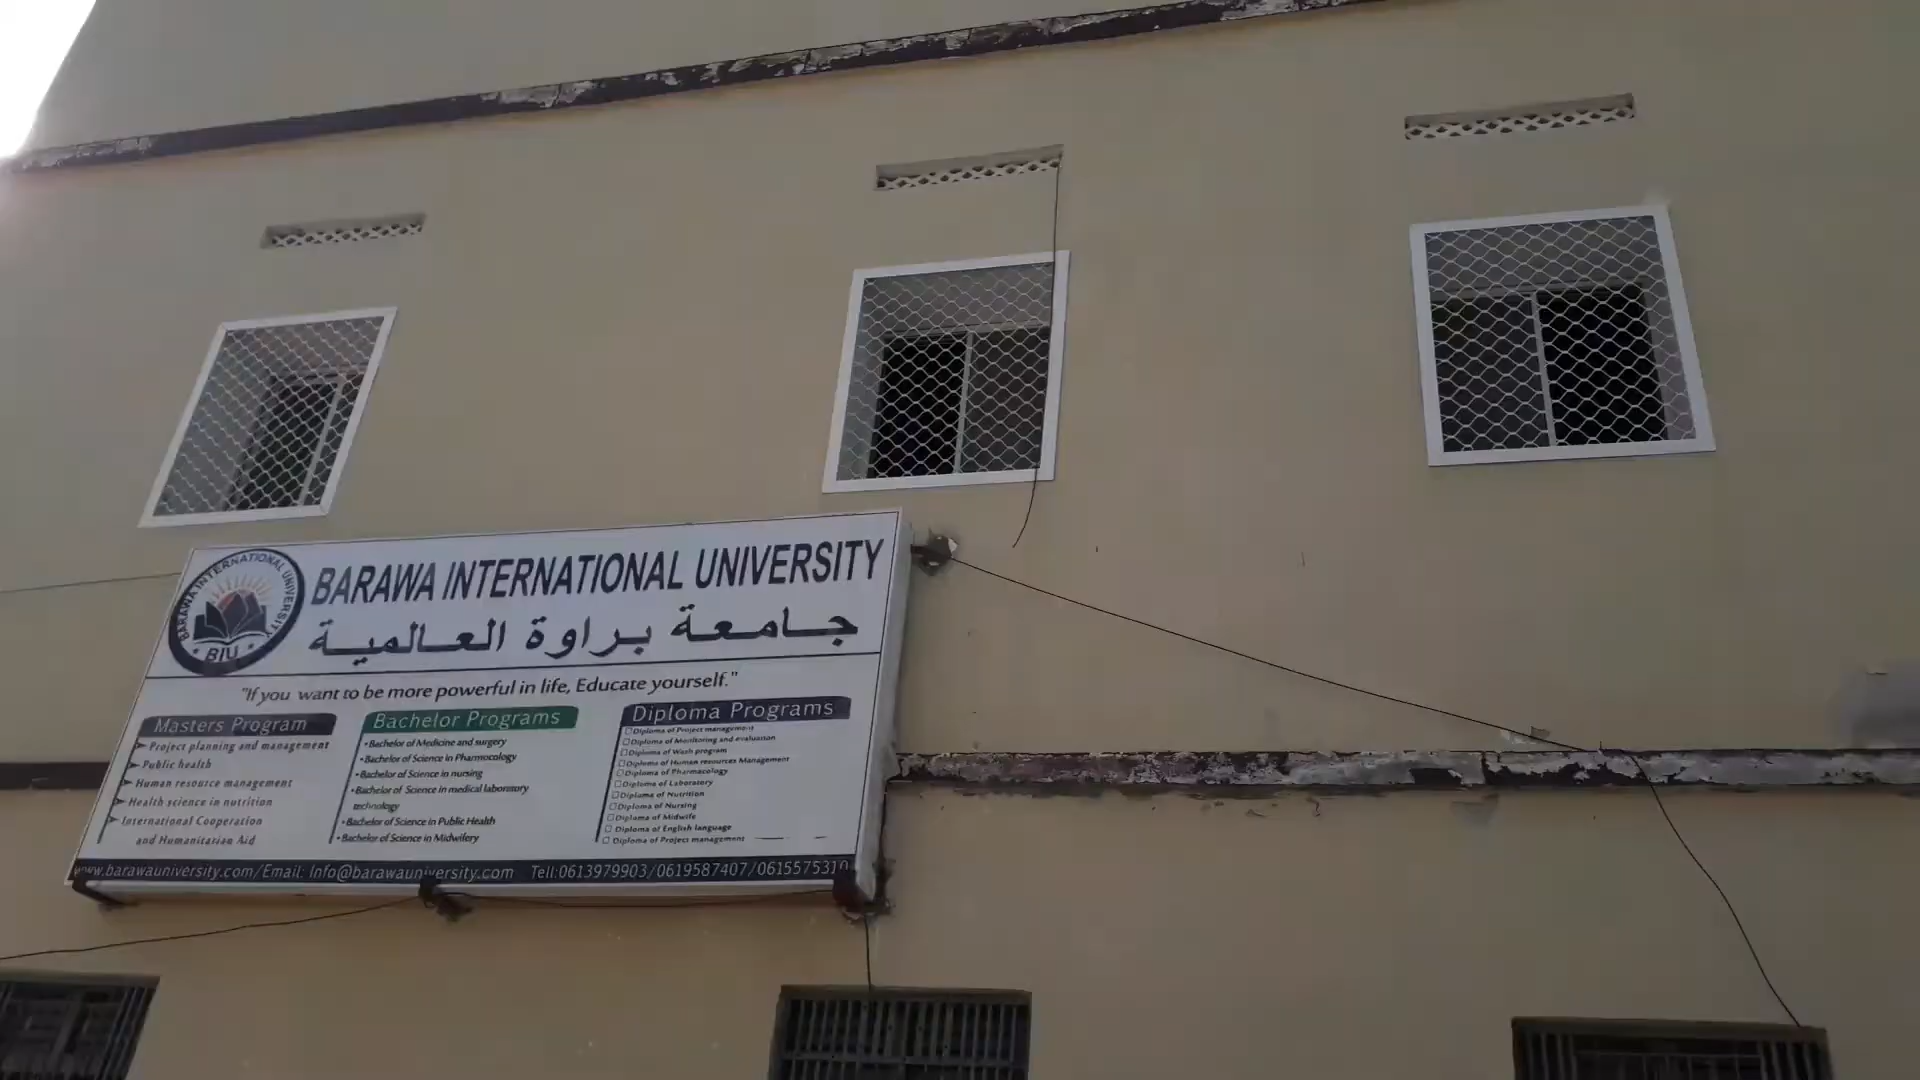 BARAWA INTERNATIONAL UNIVERSITY
BIU
BARAWA INTERNATIONAL UNIVERSITY
جامعة براوة العالمية
"If you want to be more powerful in life, Educate yourself."
Masters Program
Project planning and management
Public health
Human resource management
Health science in nutrition
International Cooperation
and Humanitarian Aid
Bachelor Programs
Bachelor of Medicine and surgery
Bachelor of Science in Pharmacology
Bachelor of Science in nursing
Bachelor of Science in medical laboratory
technology
Bachelor of Science in Public Health
Bachelor of Science in Midwifery
Diploma Programs
Diploma of Project management
Diploma of Monitoring and evaluation
Diploma of Wash program
Diploma of Human resources Management
Diploma of Pharmacology
Diploma of Laboratory
Diploma of Nutrition
Diploma of Nursing
Diploma of Midwife
Diploma of English language
Diploma of Project management
www.barawauniversity.com/Email: Info@barawauniversity.com Tell:0613979903/0619587407/0615575310